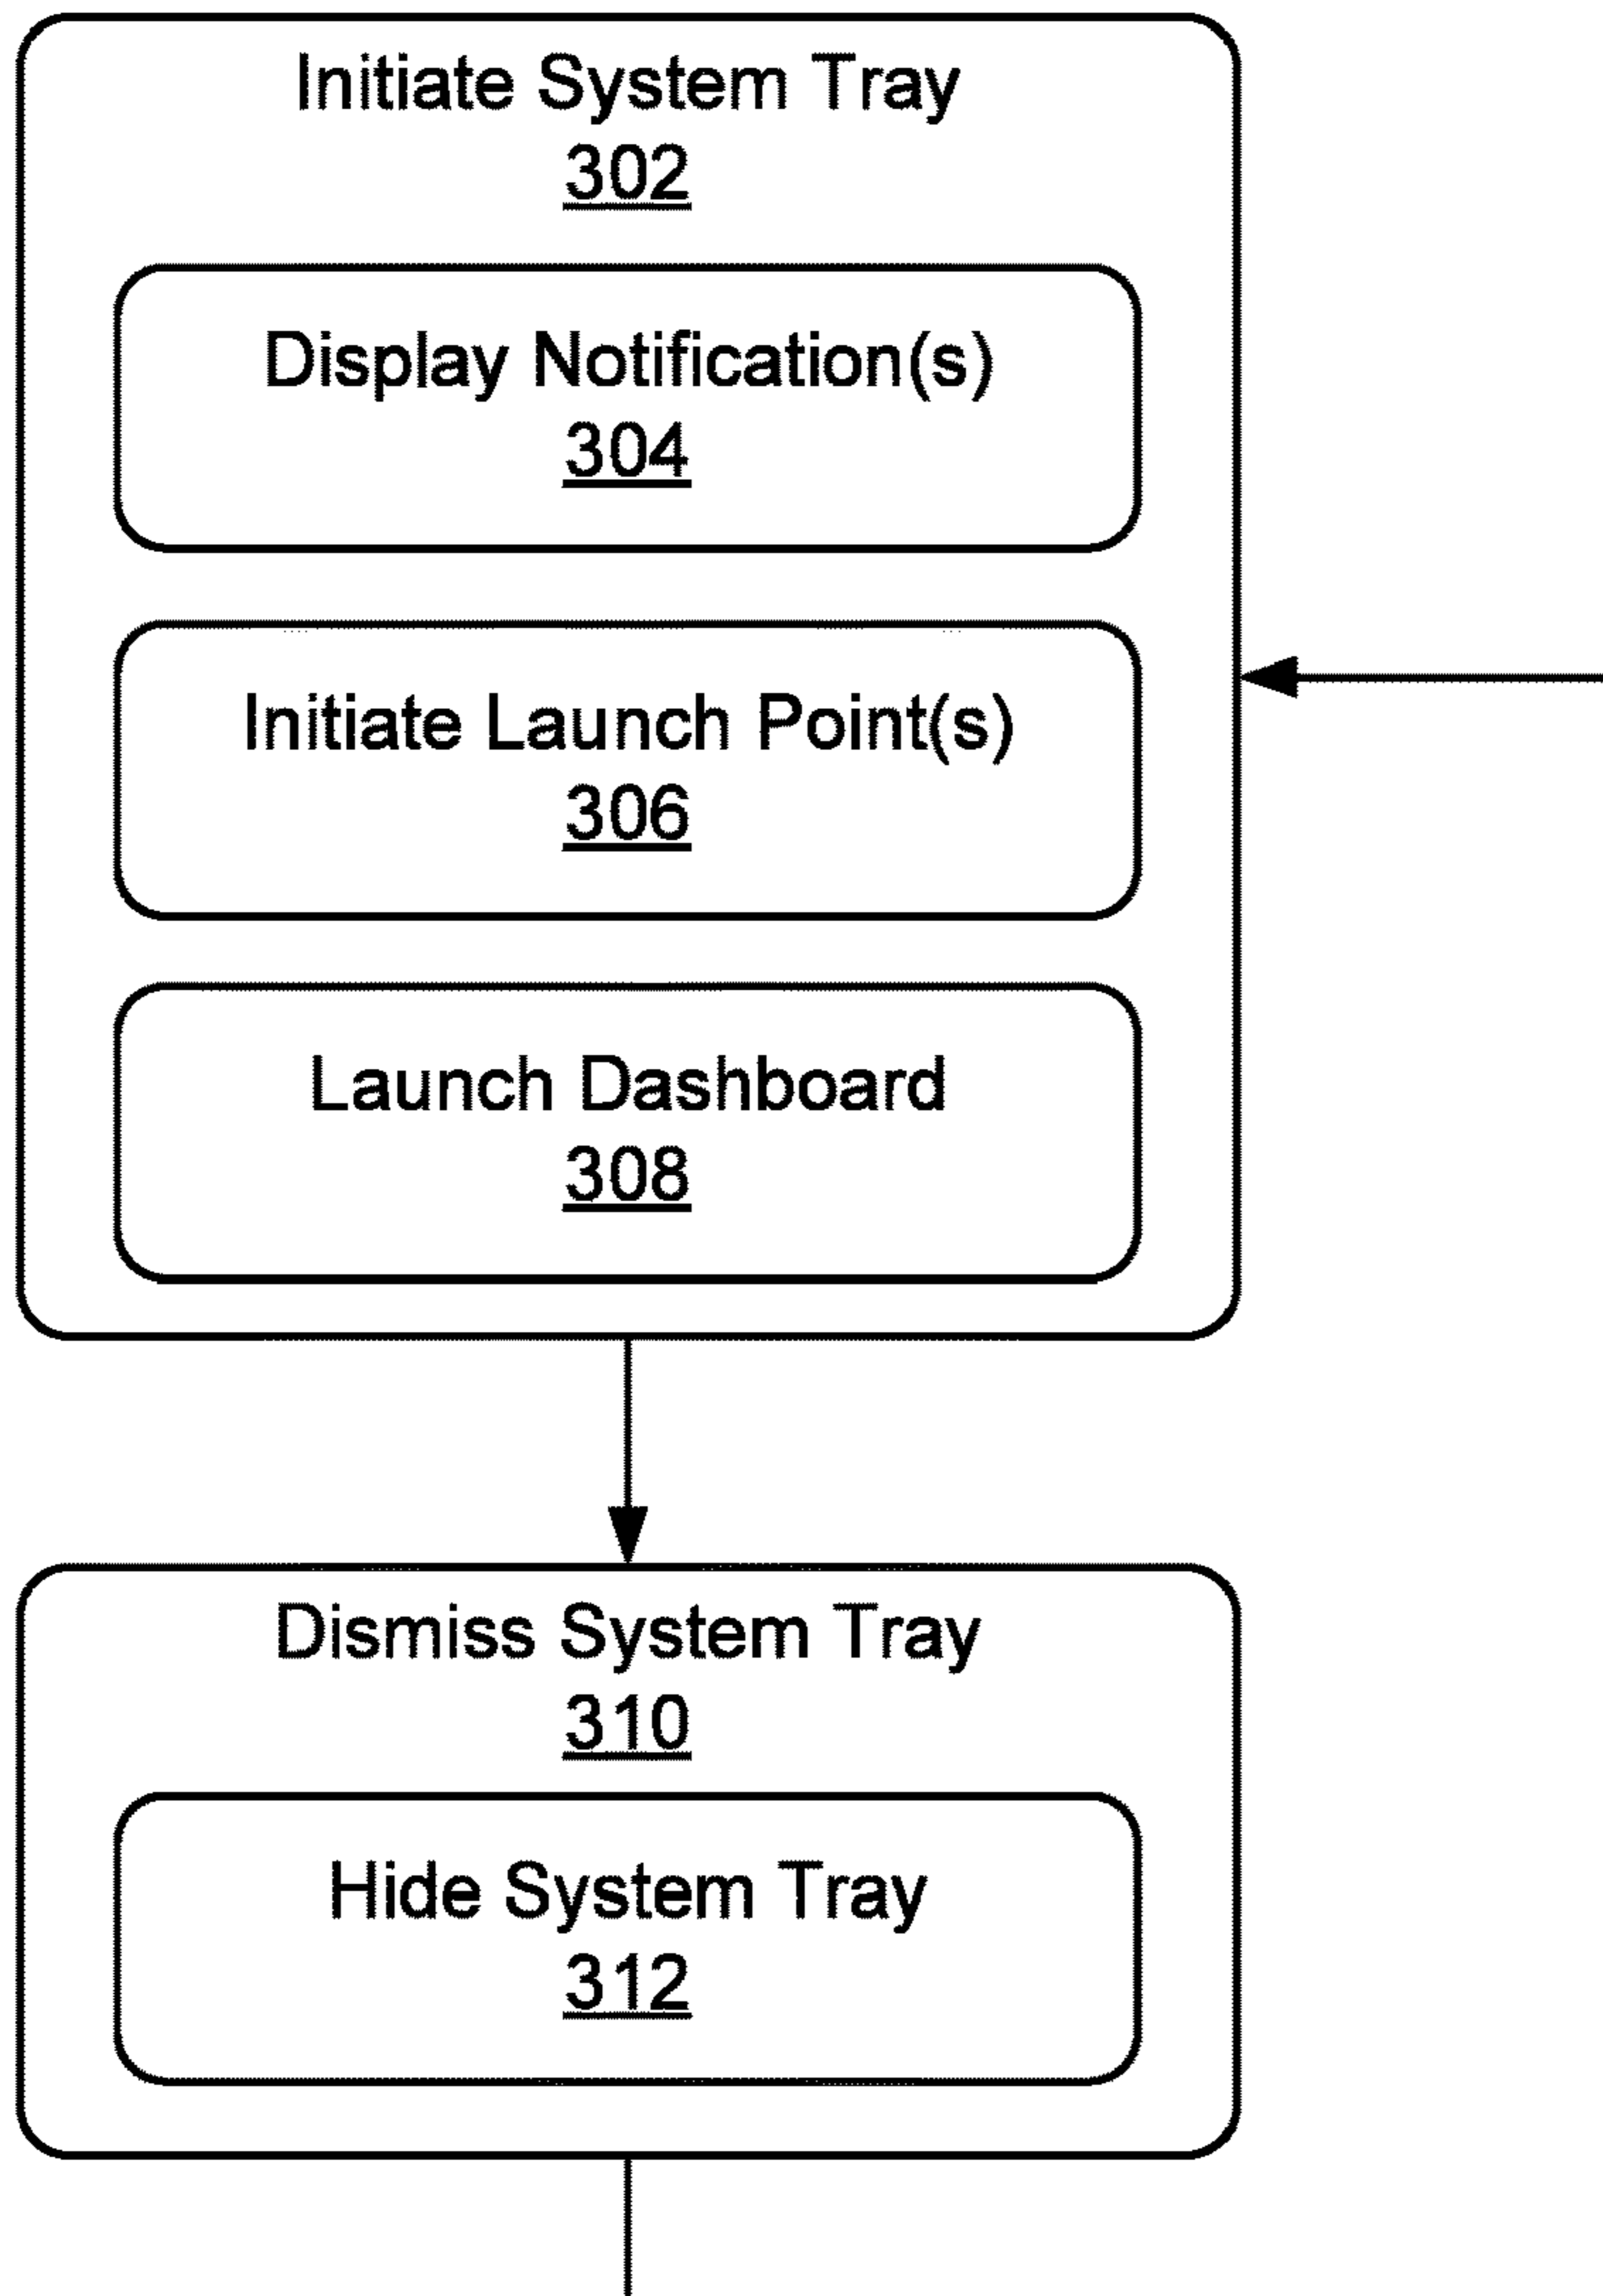 Initiate System Tray
302
Display Notification(s)
304
Initiate Launch Point(s)
306
Launch Dashboard
308
Dismiss System Tray
310
Hide System Tray
312